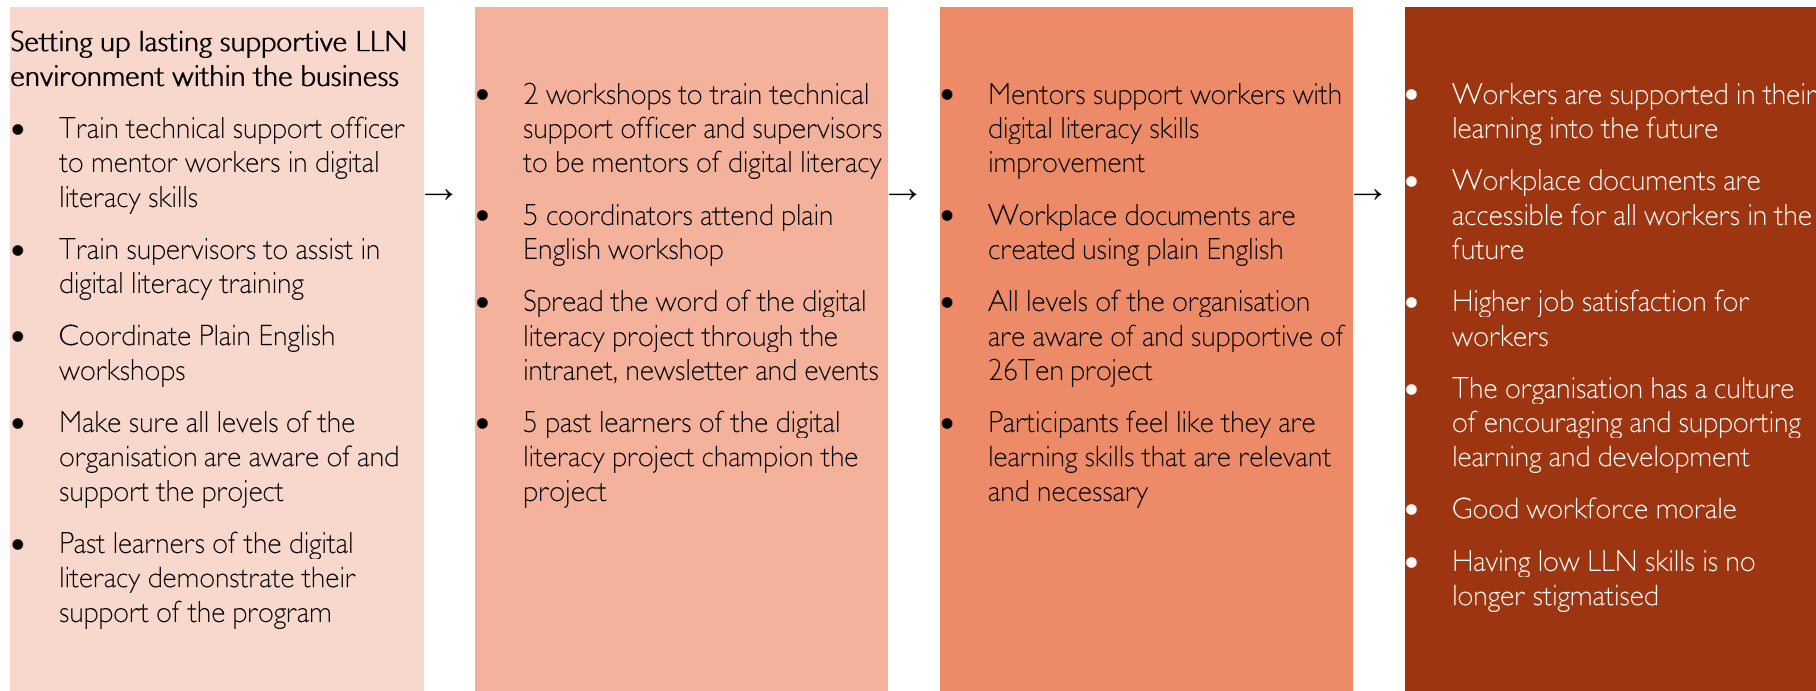 Setting up lasting supportive LLN
environment within the business
• Train technical support officer
to mentor workers in digital
literacy skills
• Train supervisors to assist in
digital literacy training
• Coordinate Plain English
workshops
• Make sure all levels of the
organisation are aware of and
support the project
• Past learners of the digital
literacy demonstrate their
support of the program
→
• 2 workshops to train technical
support officer and supervisors
to be mentors of digital literacy
• 5 coordinators attend plain
English workshop
• Spread the word of the digital
literacy project through the
intranet, newsletter and events
• 5 past learners of the digital
literacy project champion the
project
→
• Mentors support workers with
digital literacy skills
improvement
• Workplace documents are
created using plain English
• All levels of the organisation
are aware of and supportive of
26Ten project
• Participants feel like they are
learning skills that are relevant
and necessary
→
• Workers are supported in their
learning into the future
• Workplace documents are
accessible for all workers in the
future
• Higher job satisfaction for
workers
• The organisation has a culture
of encouraging and supporting
learning and development
• Good workforce morale
• Having low LLN skills is no
longer stigmatised